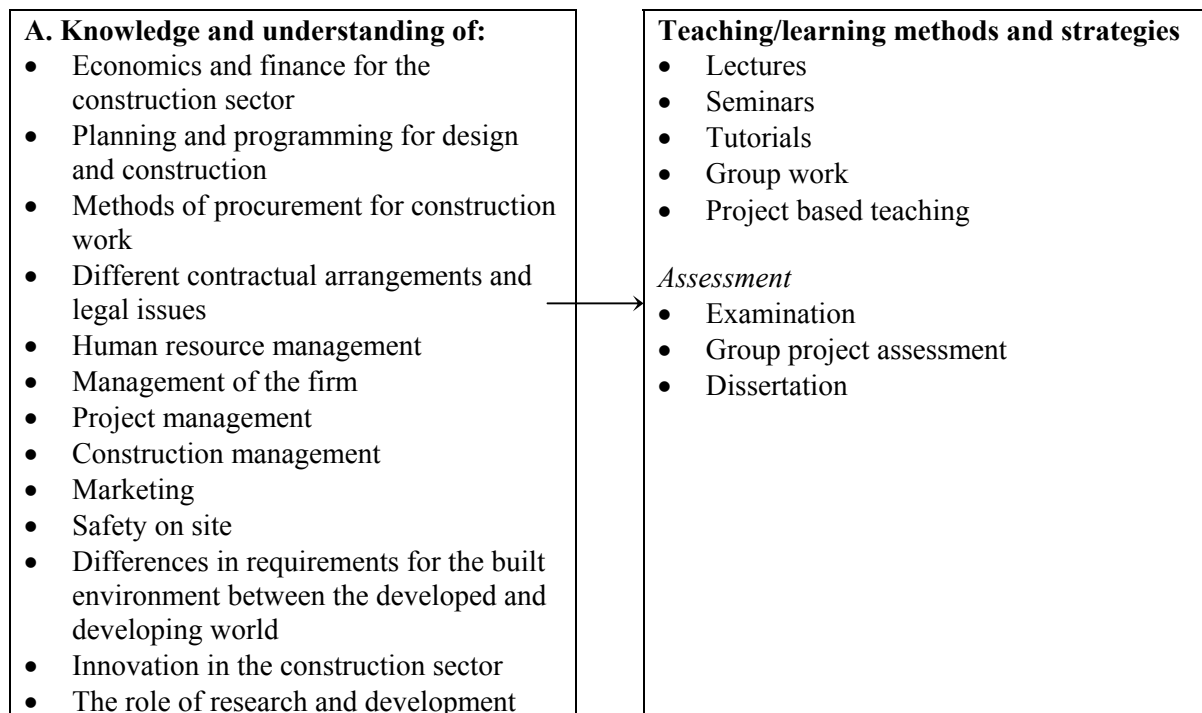 A. Knowledge and understanding of:
• Economics and finance for the
construction sector
• Planning and programming for design
and construction
• Methods of procurement for construction
work
• Different contractual arrangements and
legal issues
• Human resource management
• Management of the firm
• Project management
• Construction management
• Marketing
• Safety on site
• Differences in requirements for the built
environment between the developed and
developing world
• Innovation in the construction sector
• The role of research and development
Teaching/learning methods and strategies
• Lectures
• Seminars
• Tutorials
• Group work
• Project based teaching
Assessment
• Examination
• Group project assessment
• Dissertation